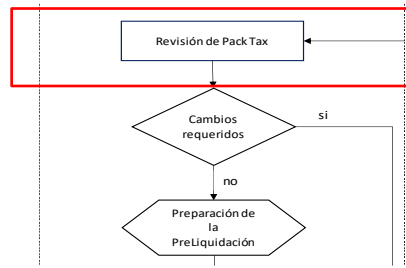 Revisión de Pack Tax
Cambios
requeridos
si
no
Preparación de
la
PreLiquidación